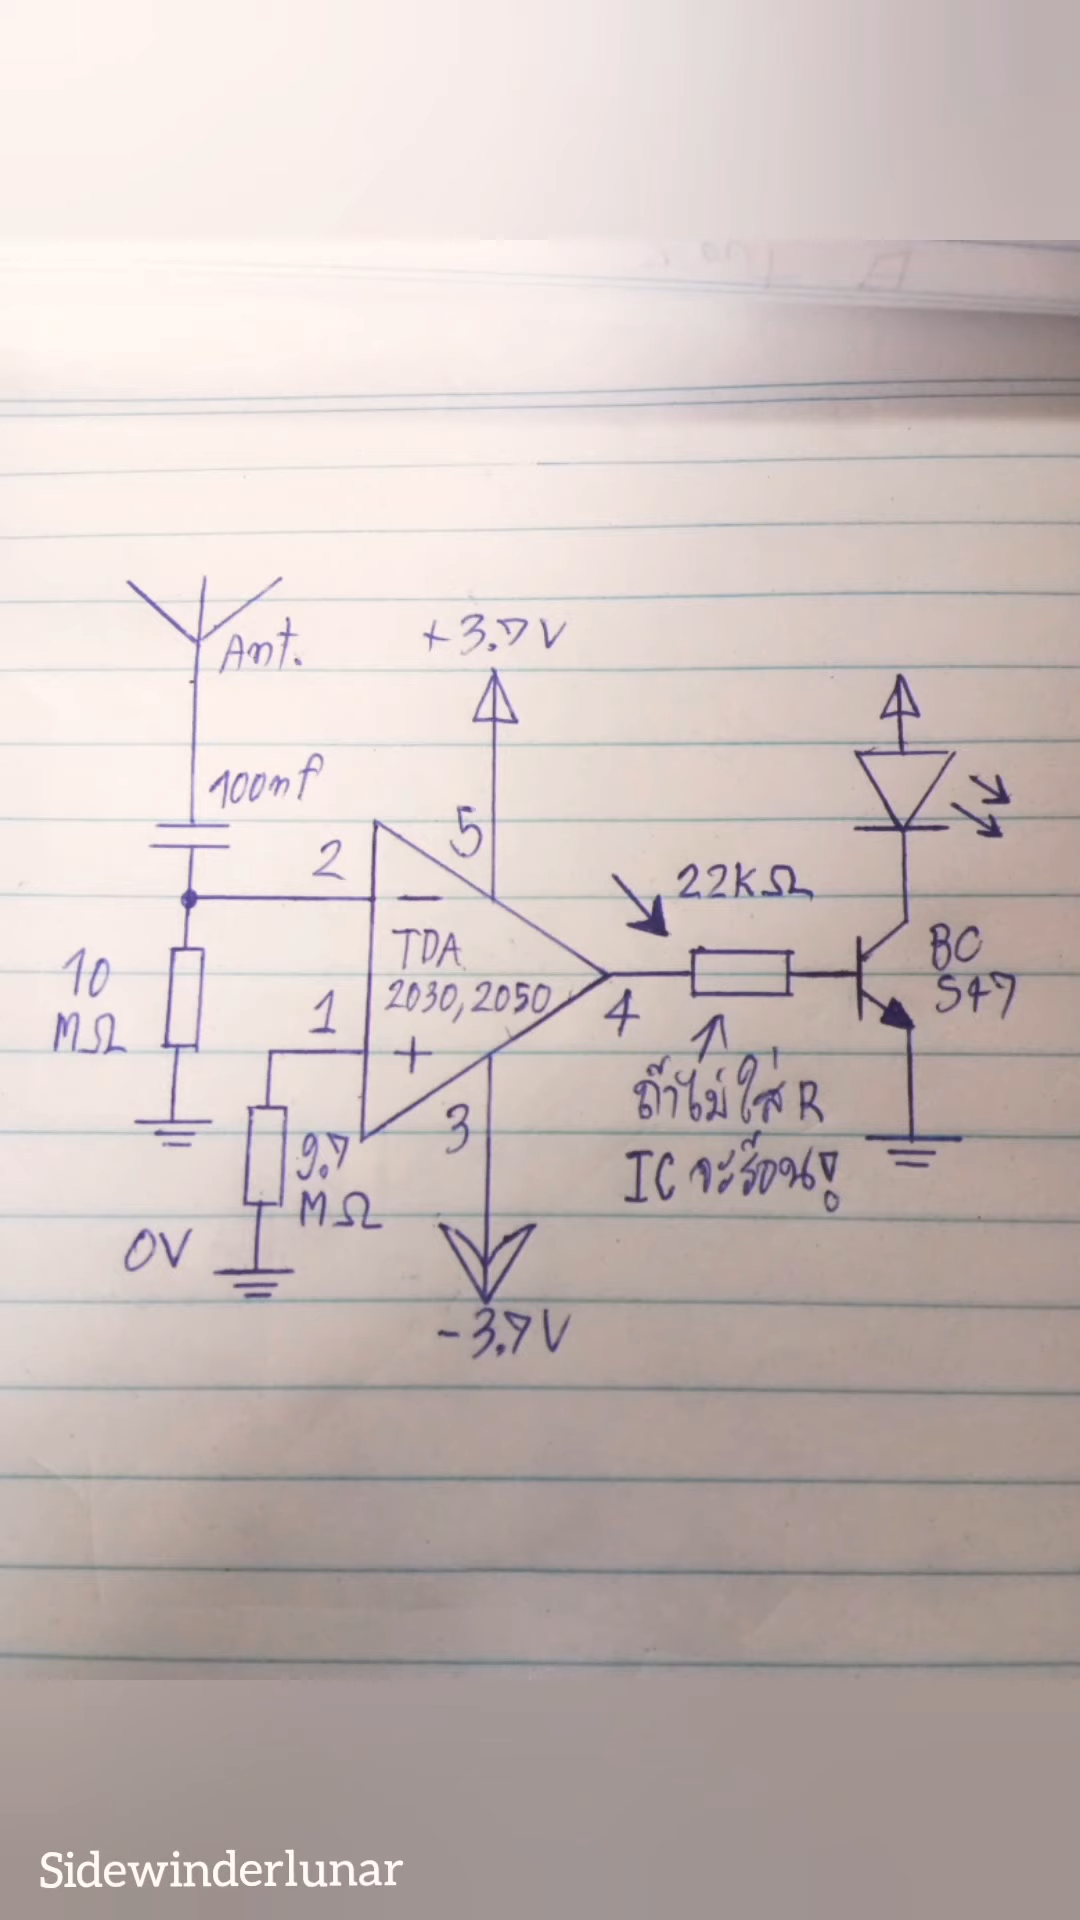 Ant.
+3.7V
100nf
2
5
22KΩ
10
MΩ
TDA
2030,2050
BC
547
1
4
3
ถ้าไม่ใส่ R
IC จะร้อน!
9.7
MΩ
0V
-3.7V
Sidewinderlunar